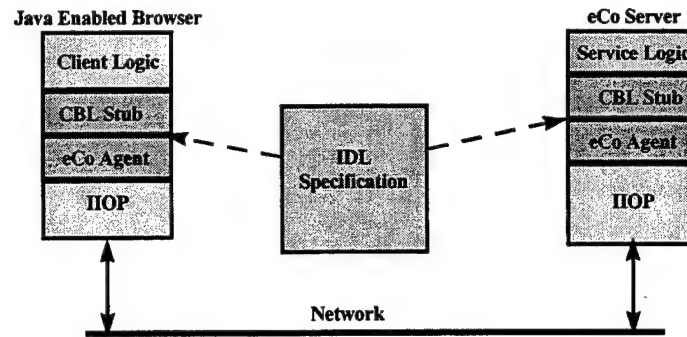 Java Enabled Browser
Client Logic
CBL Stub
eCo Agent
IIOP
IDL
Specification
eCo Server
Service Logic
CBL Stub
eCo Agent
IIOP
Network